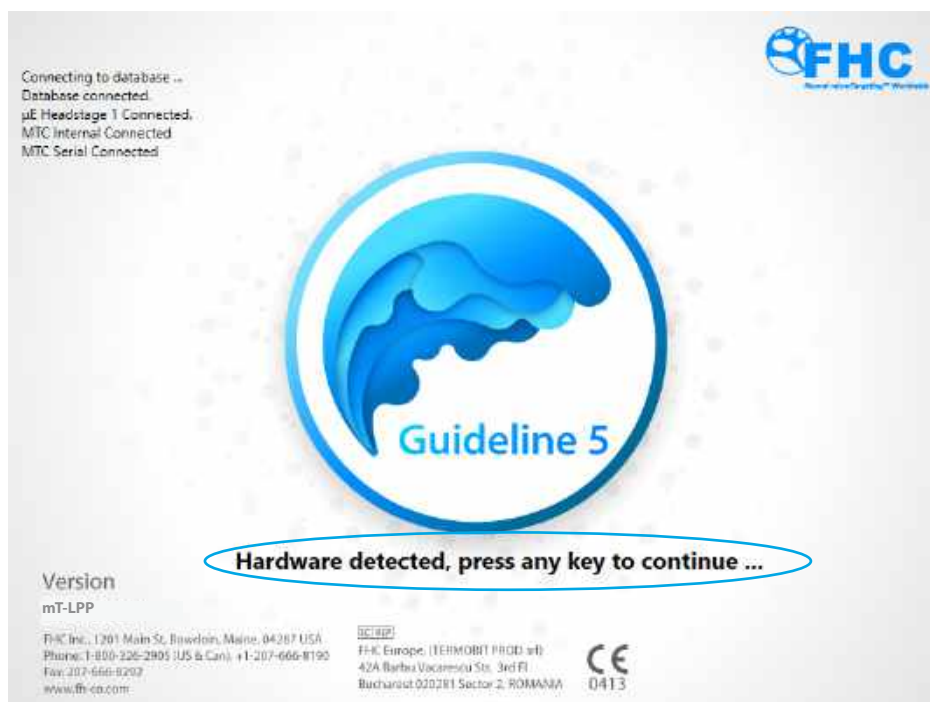 Connecting to database ...
Database connected.
µE Headstage 1 Connected.
MTC Internal Connected
MTC Serial Connected
FHC
Guideline 5
Hardware detected, press any key to continue ...
Version
mT-LPP
FHC Inc., 1201 Main St, Bowdoin, Maine, 04287 USA
Phone: 1-800-326-2905 (US & Can), +1-207-666-8190
Fax: 207-666-8292
www.fh-co.com
EC REP
FHC Europe, (TERMOBIT PROD srl)
42A Barbu Vacarescu Str, 3rd Fl
Bucharest 020281 Sector 2, ROMANIA
CE
0413